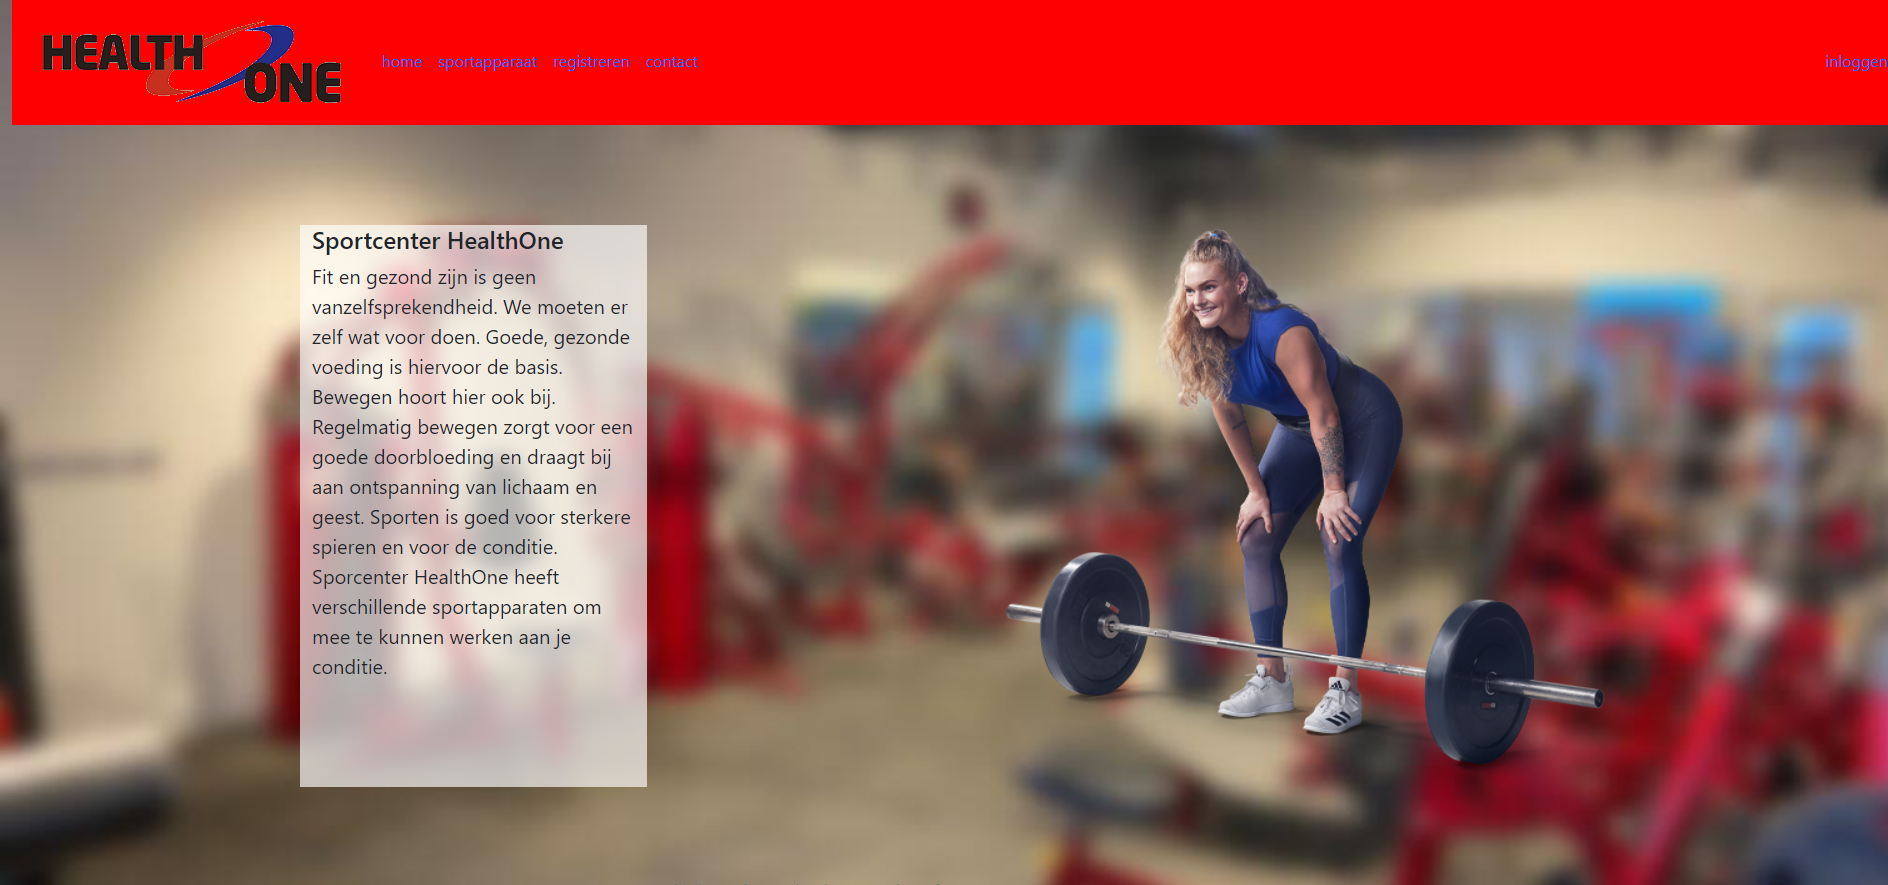 HEALTH ONE
home sportapparaat registreren contact inloggen
Sportcenter HealthOne
Fit en gezond zijn is geen
vanzelfsprekendheid. We moeten er
zelf wat voor doen. Goede, gezonde
voeding is hiervoor de basis.
Bewegen hoort hier ook bij.
Regelmatig bewegen zorgt voor een
goede doorbloeding en draagt bij
aan ontspanning van lichaam en
geest. Sporten is goed voor sterkere
spieren en voor de conditie.
Sporcenter HealthOne heeft
verschillende sportapparaten om
mee te kunnen werken aan je
conditie.